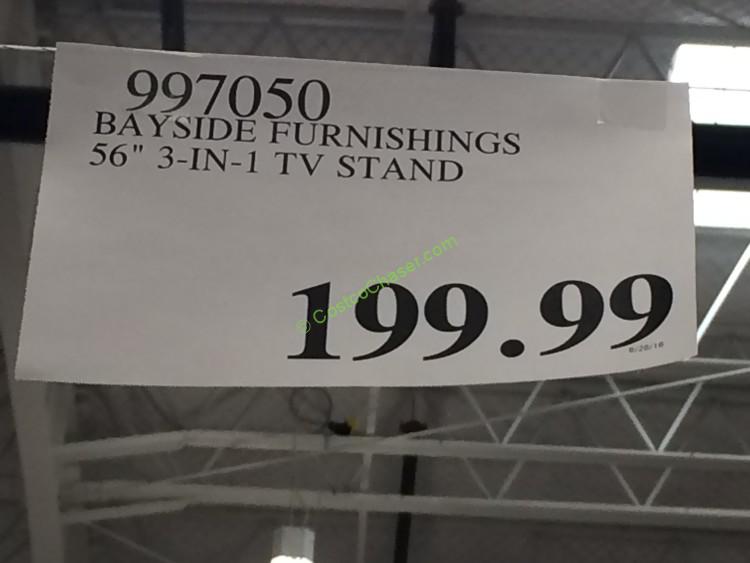 997050
BAYSIDE FURNISHINGS
56" 3-IN-1 TV STAND
© CostcoChaser.com
199.99